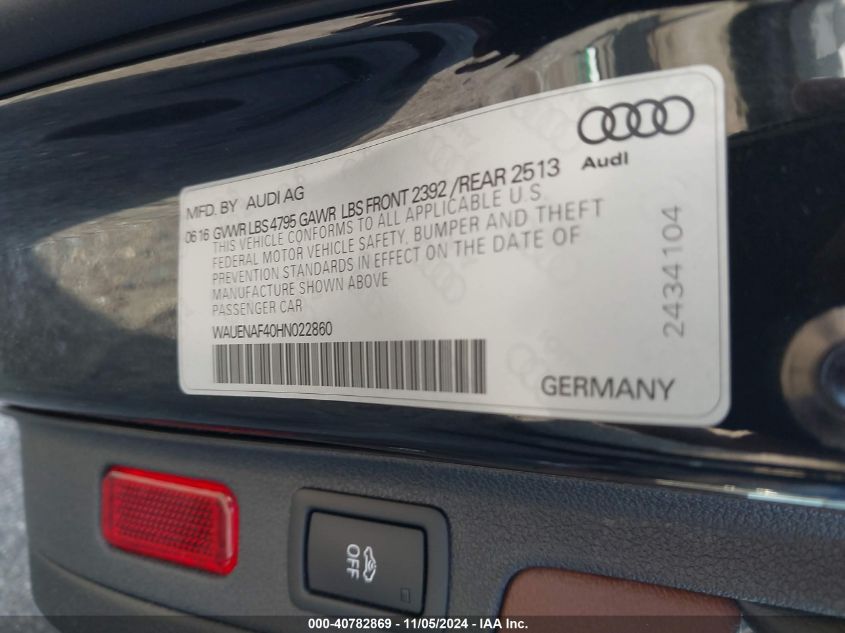 Audi
MFD. BY AUDI AG
06 16 GVWR LBS 4795 GAWR LBS FRONT 2392 / REAR 2513
THIS VEHICLE CONFORMS TO ALL APPLICABLE U.S.
FEDERAL MOTOR VEHICLE SAFETY, BUMPER AND THEFT
PREVENTION STANDARDS IN EFFECT ON THE DATE OF
MANUFACTURE SHOWN ABOVE
PASSENGER CAR
WAUENAF40HN022860
GERMANY
2434104
OFF
000-40782869 - 11/05/2024 - IAA Inc.